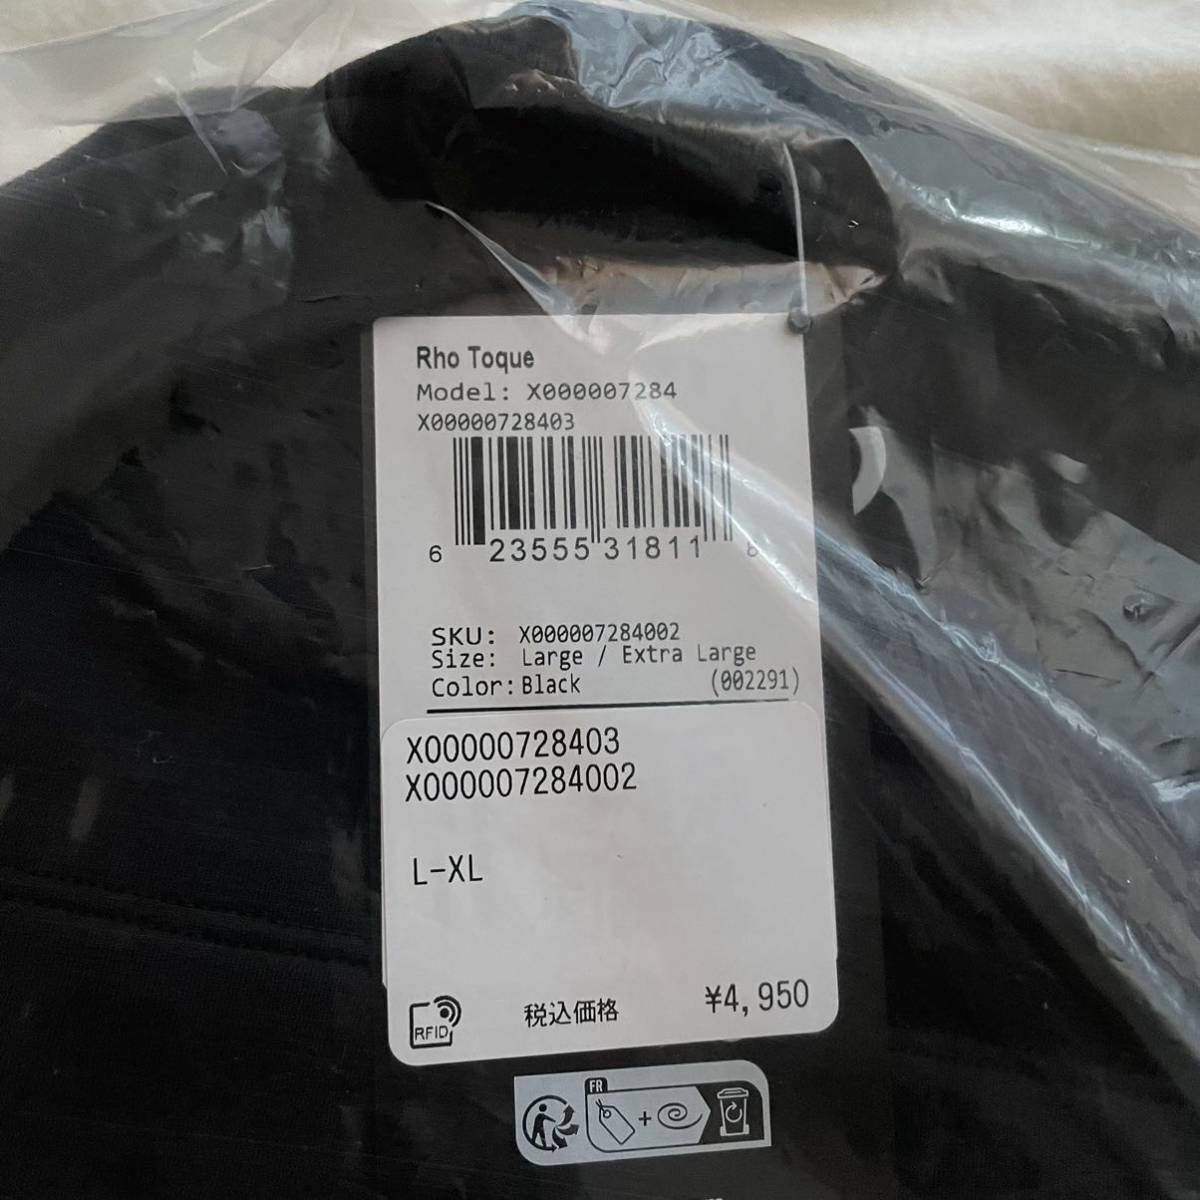 Rho Toque
Model: X000007284
X00000728403
6 23555 31811 8
SKU: X000007284002
Size: Large / Extra Large
Color: Black (002291)
X00000728403
X000007284002
L-XL
RFID 税込価格 ¥4,950
FR